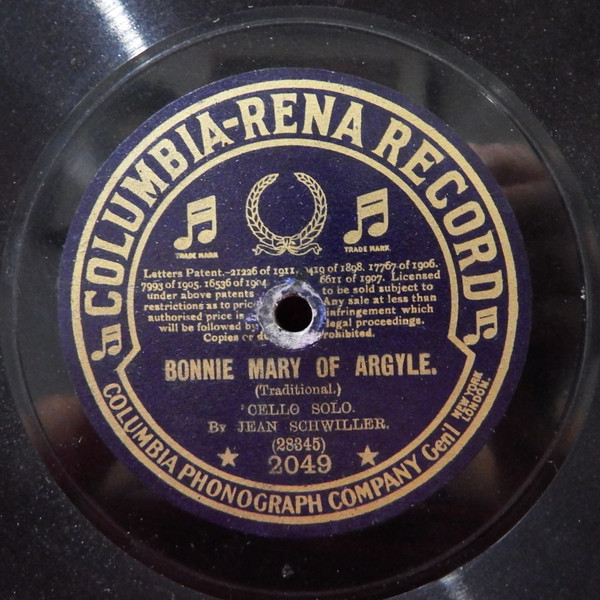 COLUMBIA-RENA RECORD
TRADE MARK
TRADE MARK
Letters Patent.-21226 of 1911. 419 of 1898. 17767 of 1906.
7993 of 1905. 16536 of 1904 6611 of 1907. Licensed
under above patents to be sold subject to
restrictions as to price Any sale at less than
authorised price is infringement which
will be followed by legal proceedings.
Copies or prohibited.
BONNIE MARY OF ARGYLE.
(Traditional.)
'CELLO SOLO.
By JEAN SCHWILLER.
(28345)
2049
COLUMBIA PHONOGRAPH COMPANY Gen'l
NEW YORK
LONDON.